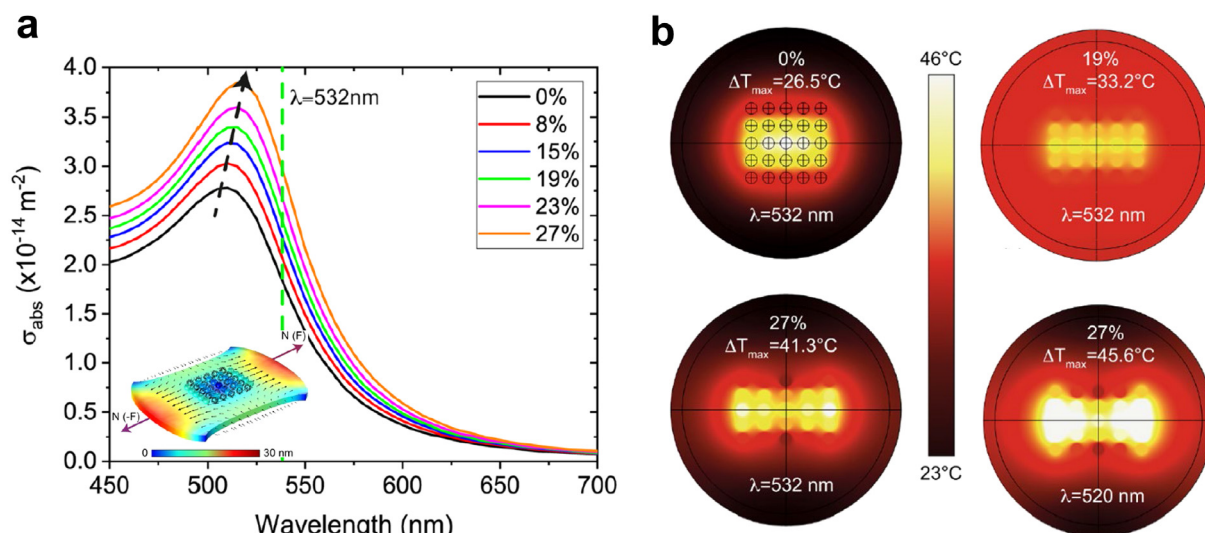 a
4.0
3.5
3.0
2.5
2.0
1.5
1.0
0.5
0.0
σabs (x10⁻¹⁴ m⁻²)
450 500 550 600 650 700
Wavelength (nm)
λ=532nm
0%
8%
15%
19%
23%
27%
N (F)
N (-F)
0 30 nm
b
0%
ΔTmax=26.5°C
λ=532 nm
46°C
23°C
19%
ΔTmax=33.2°C
λ=532 nm
27%
ΔTmax=41.3°C
λ=532 nm
27%
ΔTmax=45.6°C
λ=520 nm